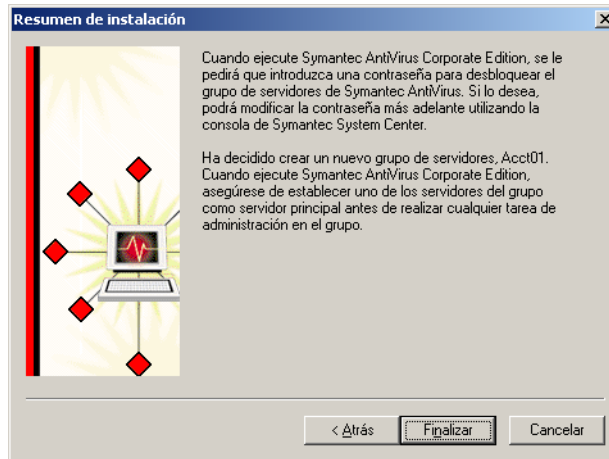 Resumen de instalación
Cuando ejecute Symantec AntiVirus Corporate Edition, se le
pedirá que introduzca una contraseña para desbloquear el
grupo de servidores de Symantec AntiVirus. Si lo desea,
podrá modificar la contraseña más adelante utilizando la
consola de Symantec System Center.
Ha decidido crear un nuevo grupo de servidores, Acct01.
Cuando ejecute Symantec AntiVirus Corporate Edition,
asegúrese de establecer uno de los servidores del grupo
como servidor principal antes de realizar cualquier tarea de
administración en el grupo.
< Atrás
Finalizar
Cancelar